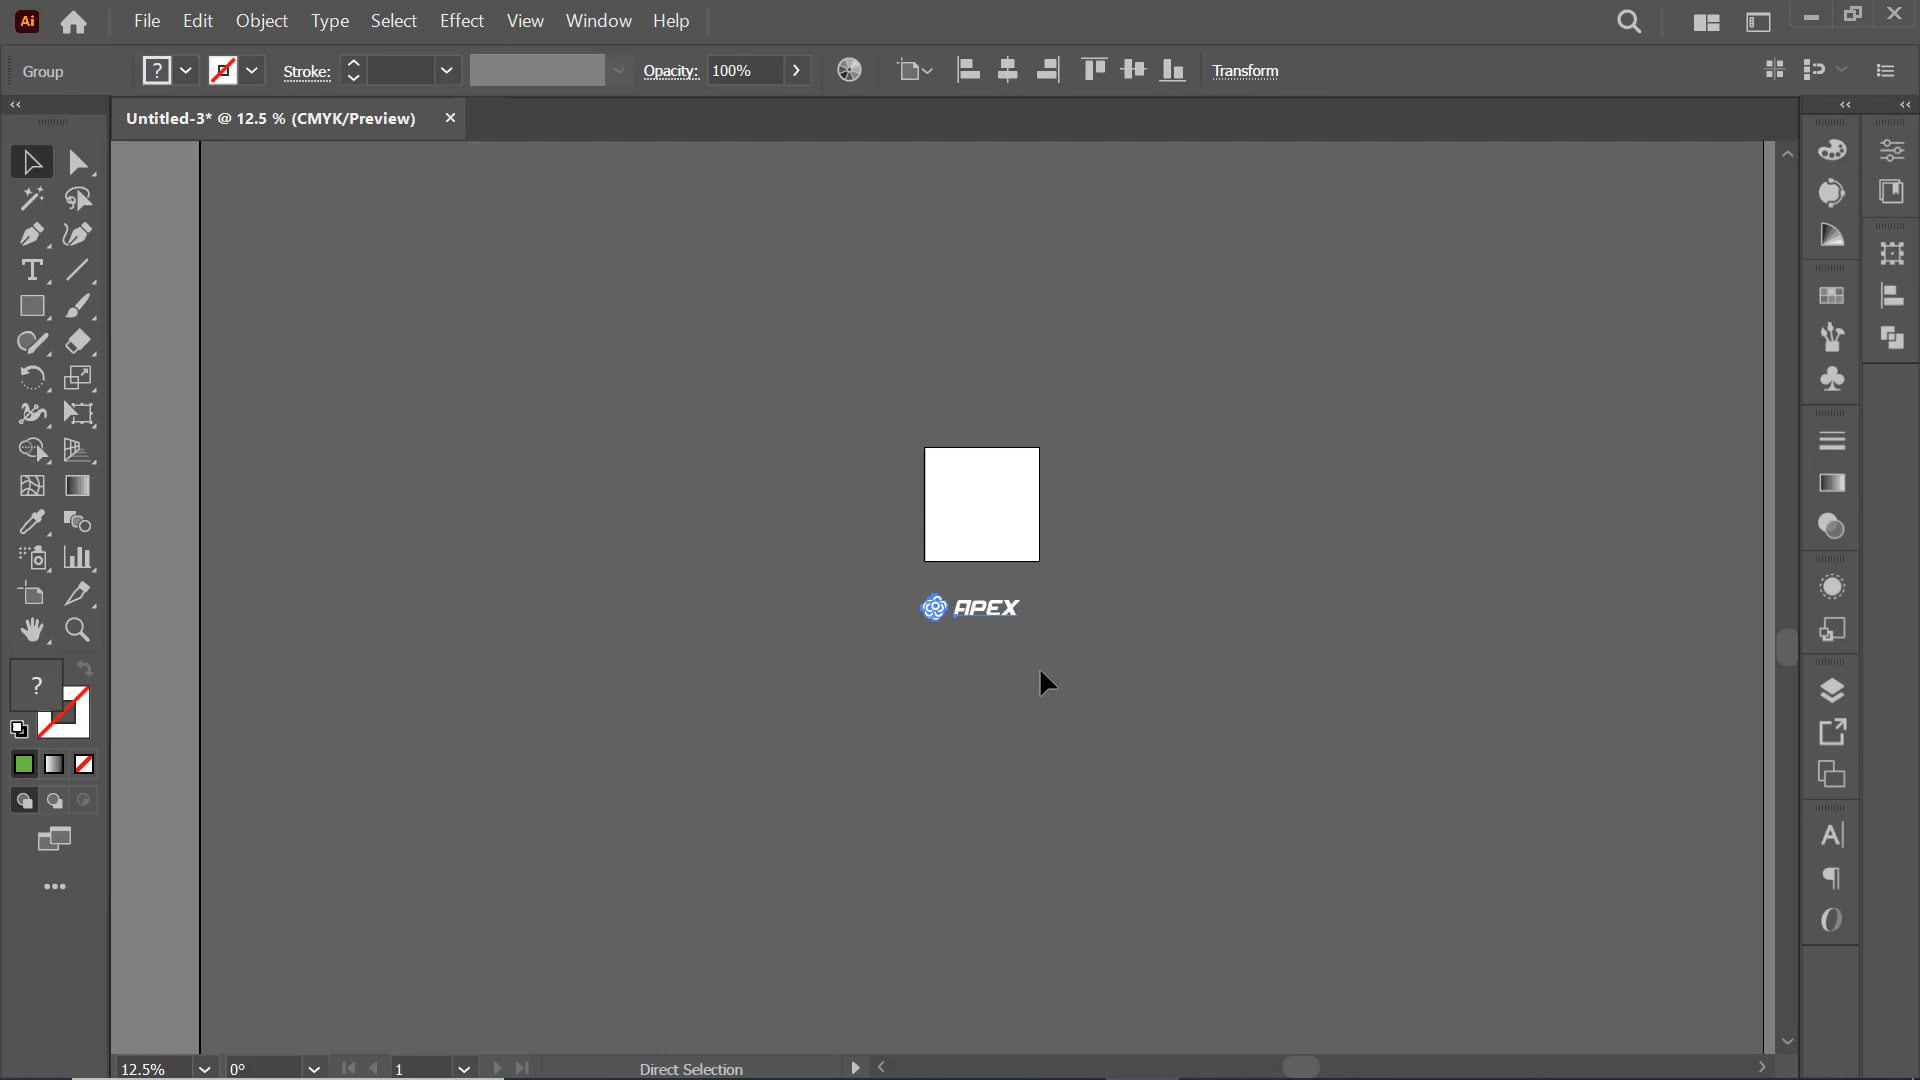 Ai File Edit Object Type Select Effect View Window Help
Group ? Stroke: Opacity: 100% Transform
Untitled-3* @ 12.5 % (CMYK/Preview)
APEX
?
12.5% 0° 1 Direct Selection